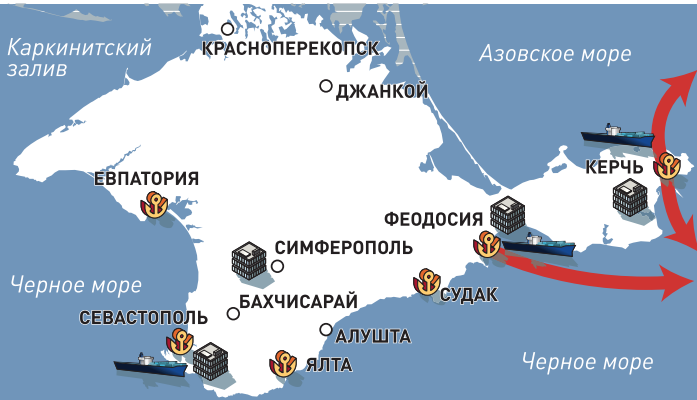 Каркинитский
залив
КРАСНОПЕРЕКОПСК
Азовское море
ДЖАНКОЙ
КЕРЧЬ
ЕВПАТОРИЯ
ФЕОДОСИЯ
СИМФЕРОПОЛЬ
Черное море
СУДАК
БАХЧИСАРАЙ
СЕВАСТОПОЛЬ
АЛУШТА
ЯЛТА
Черное море